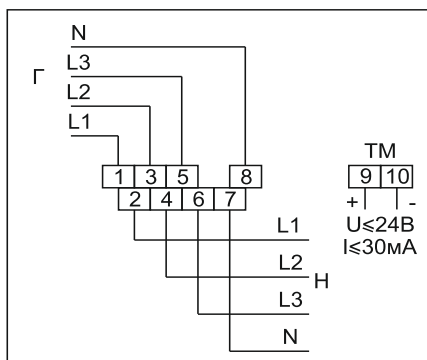 N
L3
Г
L2
L1
ТМ
1 3 5 8 9 10
2 4 6 7
+ -
U≤24В
L1
I≤30мА
L2
Н
L3
N